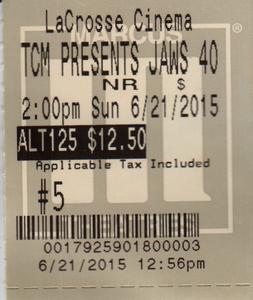 LaCrosse Cinema
MARCUS
TCM PRESENTS JAWS 40
NR $
2:00pm Sun 6/21/2015
ALT125 $12.50
Applicable Tax Included
#5
0017925901800003
6/21/2015 12:56pm